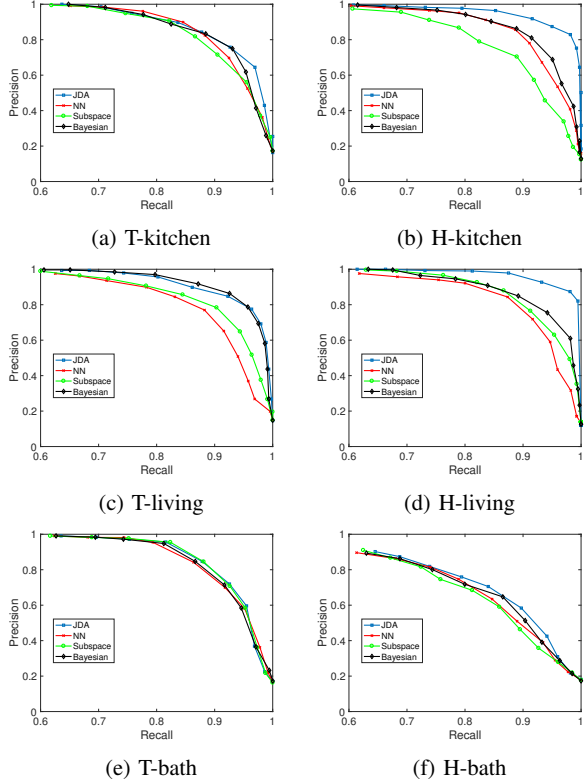 1
0.8
0.6
0.4
0.2
0
0.6 0.7 0.8 0.9 1
Precision
Recall
JDA
NN
Subspace
Bayesian
(a) T-kitchen
1
0.8
0.6
0.4
0.2
0
0.6 0.7 0.8 0.9 1
Precision
Recall
JDA
NN
Subspace
Bayesian
(b) H-kitchen
1
0.8
0.6
0.4
0.2
0
0.6 0.7 0.8 0.9 1
Precision
Recall
JDA
NN
Subspace
Bayesian
(c) T-living
1
0.8
0.6
0.4
0.2
0
0.6 0.7 0.8 0.9 1
Precision
Recall
JDA
NN
Subspace
Bayesian
(d) H-living
1
0.8
0.6
0.4
0.2
0
0.6 0.7 0.8 0.9 1
Precision
Recall
JDA
NN
Subspace
Bayesian
(e) T-bath
1
0.8
0.6
0.4
0.2
0
0.6 0.7 0.8 0.9 1
Precision
Recall
JDA
NN
Subspace
Bayesian
(f) H-bath